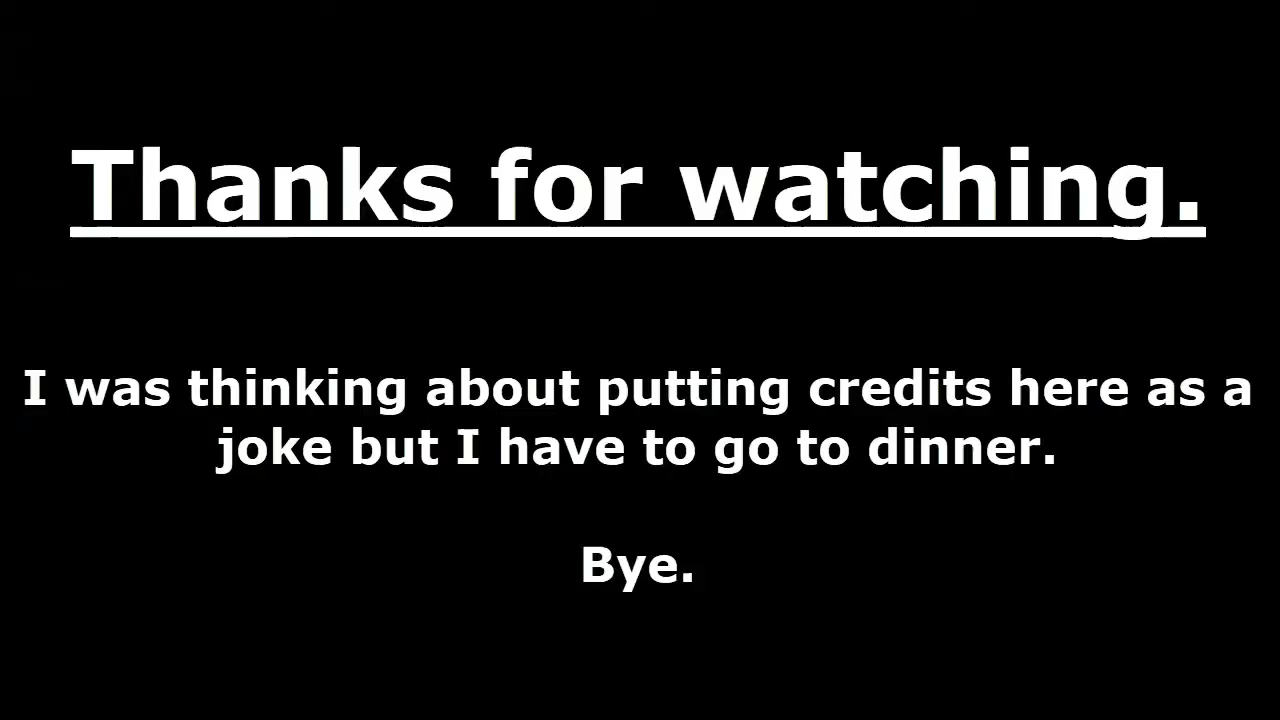 Thanks for watching.
I was thinking about putting credits here as a
joke but I have to go to dinner.
Bye.